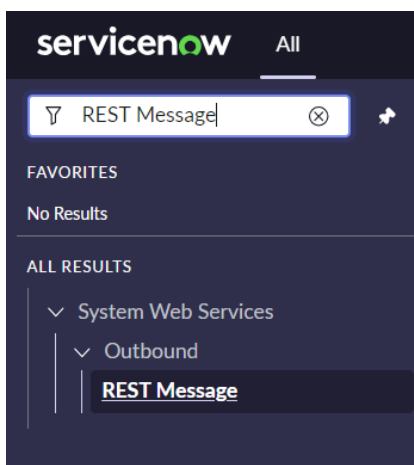 servicenow All
REST Message
FAVORITES
No Results
ALL RESULTS
System Web Services
Outbound
REST Message